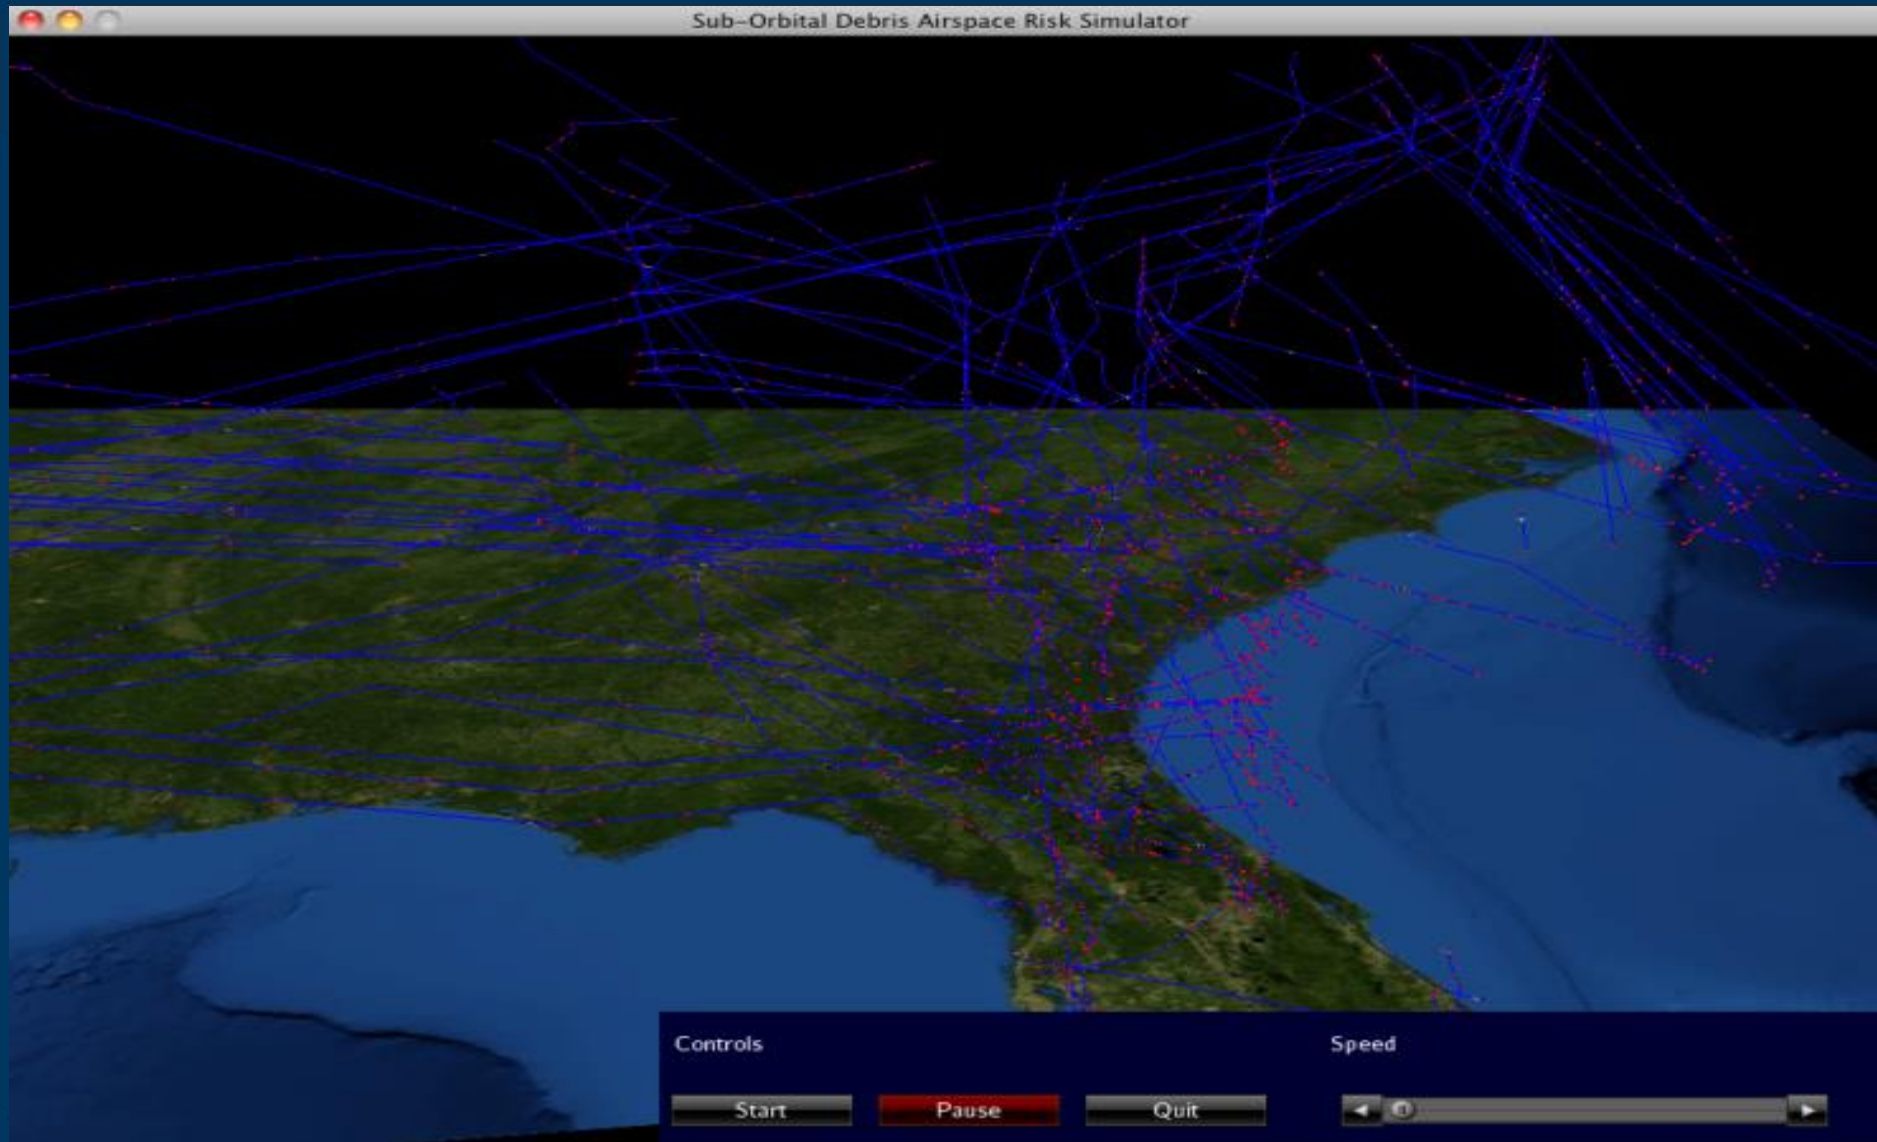 Sub-Orbital Debris Airspace Risk Simulator
Controls
Speed
Start
Pause
Quit